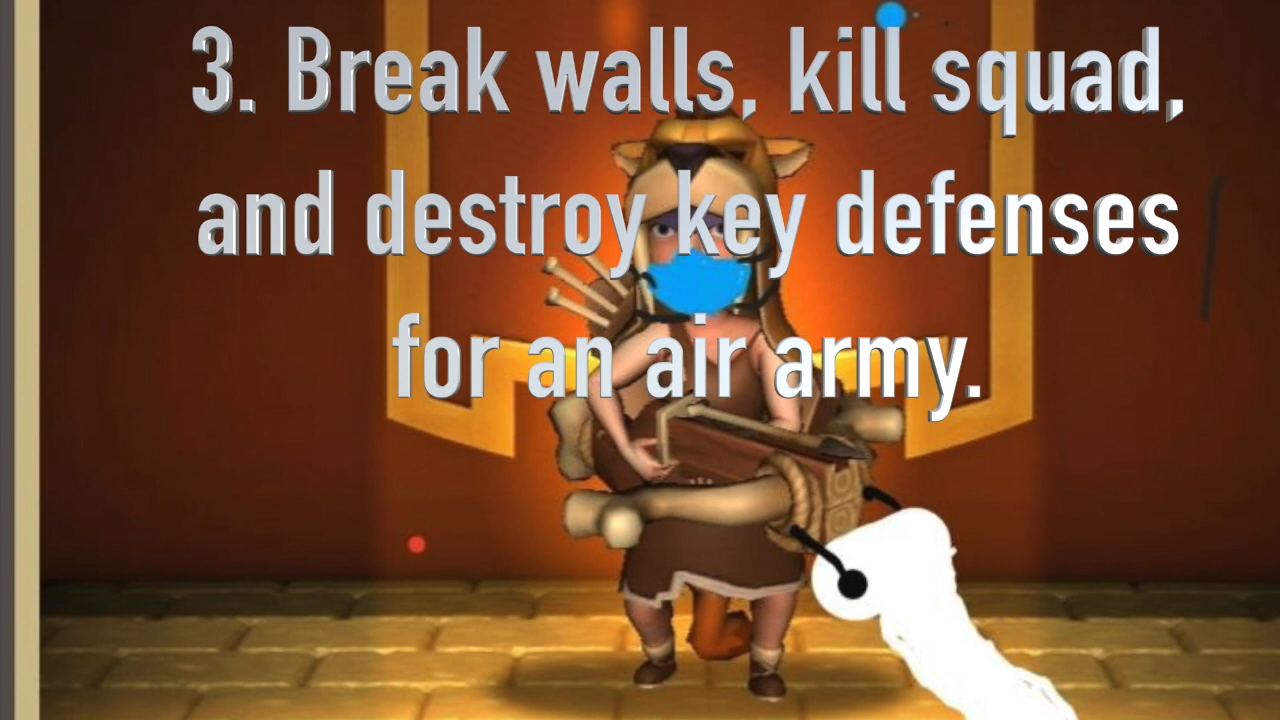 3. Break walls, kill squad,
and destroy key defenses
for an air army.